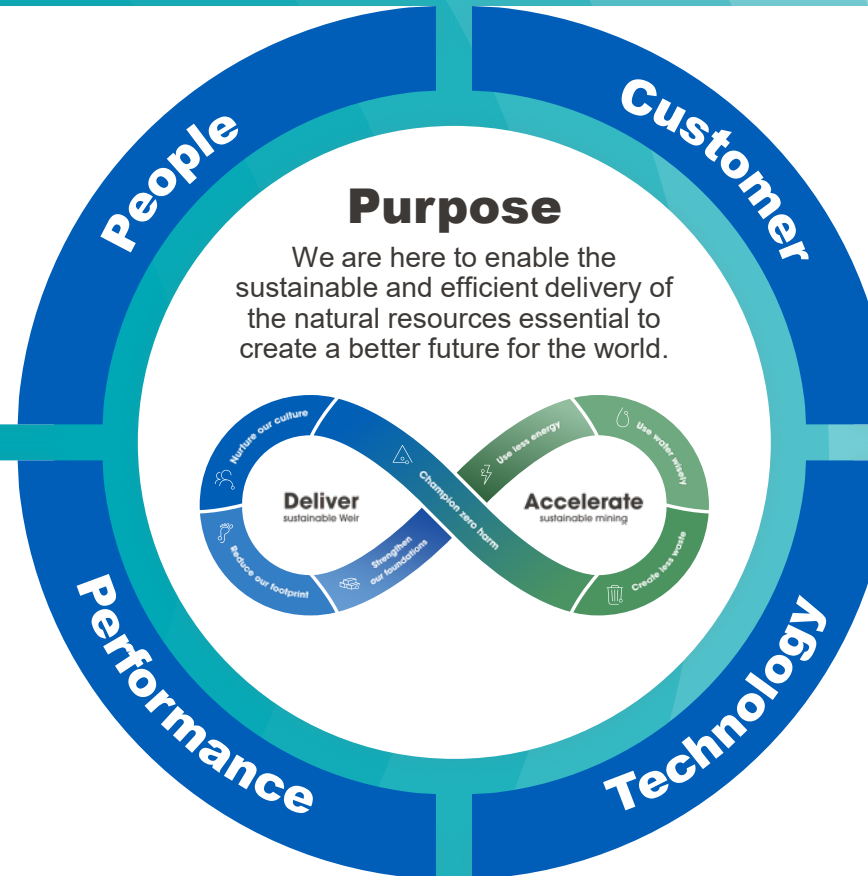 People
Customer
Purpose
We are here to enable the
sustainable and efficient delivery of
the natural resources essential to
create a better future for the world.
Nurture our culture
Champion zero harm
Use less energy
Use water wisely
Deliver
sustainable Weir
Accelerate
sustainable mining
Reduce our footprint
Strengthen
our foundations
Create less waste
Performance
Technology